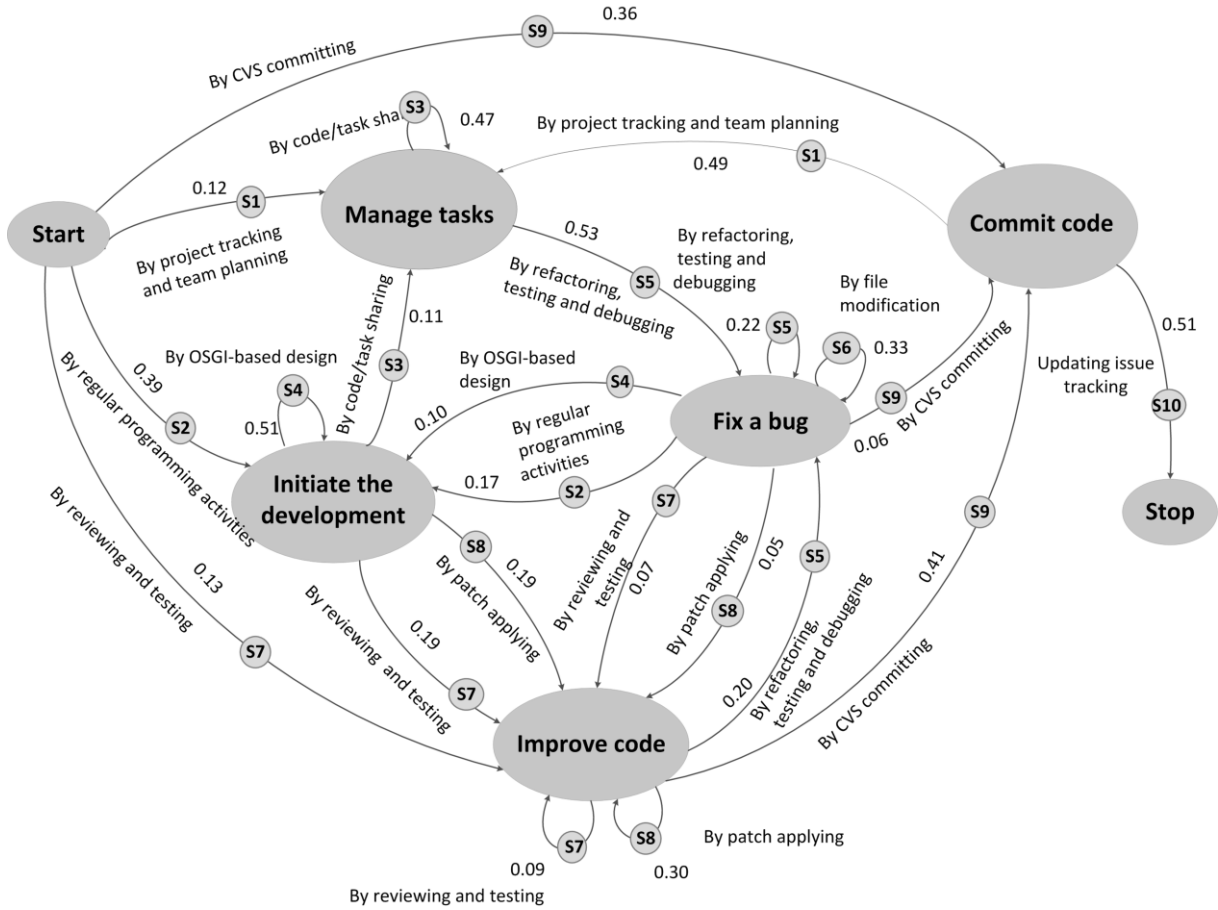 0.36
S9
By CVS committing
S3
By code/task sha
0.47
By project tracking and team planning
S1
0.49
0.12
S1
Manage tasks
Start
Commit code
By project tracking
and team planning
0.53
By refactoring,
testing and
debugging
By refactoring,
testing and debugging
S5
By file
modification
0.22
S5
S6
0.33
0.51
Updating issue
tracking
S10
By code/task sharing
0.11
S3
By OSGI-based design
S4
0.51
0.39
S2
By regular programming activities
By OSGI-based
design
S4
0.10
S9
By CVS committing
0.06
Fix a bug
By regular
programming
activities
0.17
S2
Initiate the
development
Stop
S7
By reviewing and
testing
0.07
0.05
S8
By patch applying
S5
0.20
By refactoring,
testing and debugging
S9
0.41
By CVS committing
S8
0.19
By patch applying
0.19
S7
By reviewing and testing
By reviewing and testing
0.13
S7
Improve code
S7
0.09
By reviewing and testing
S8
0.30
By patch applying